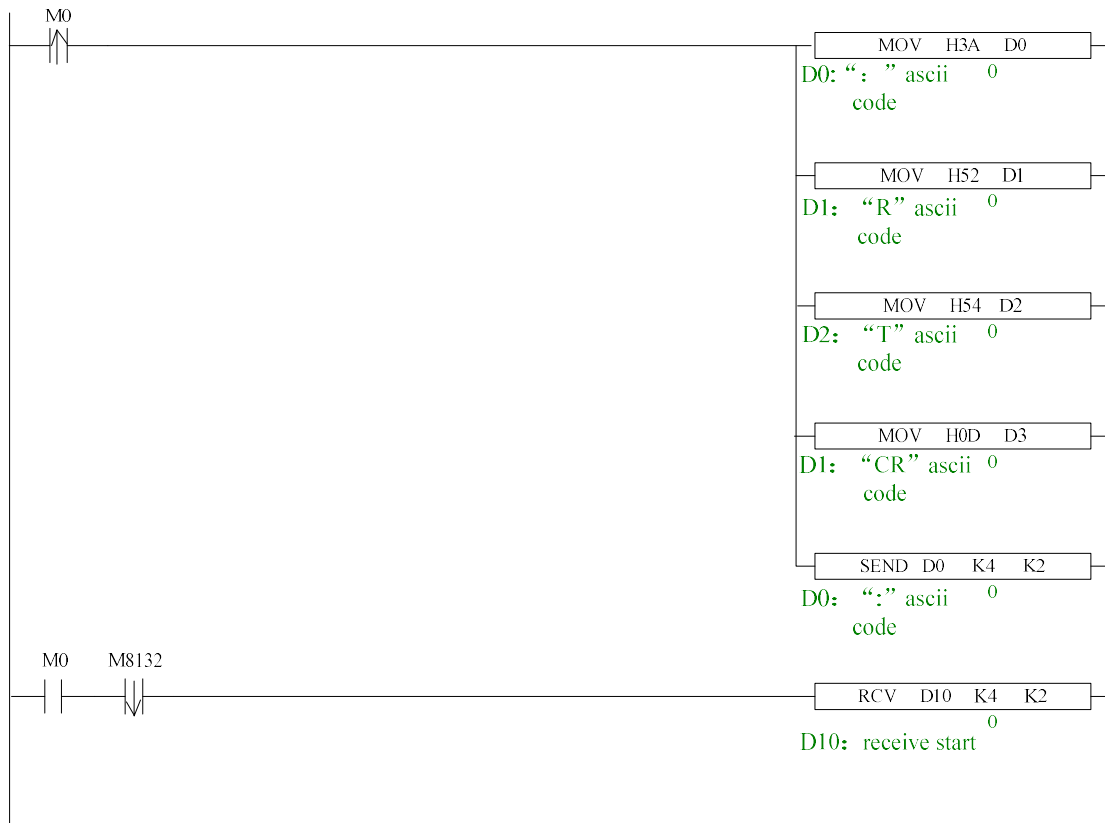 M0
MOV H3A D0
D0: “： ” ascii 0
code
MOV H52 D1
D1： “R” ascii 0
code
MOV H54 D2
D2： “T” ascii 0
code
MOV H0D D3
D1： “CR” ascii 0
code
SEND D0 K4 K2
D0： “:” ascii 0
code
M0 M8132
RCV D10 K4 K2
0
D10： receive start